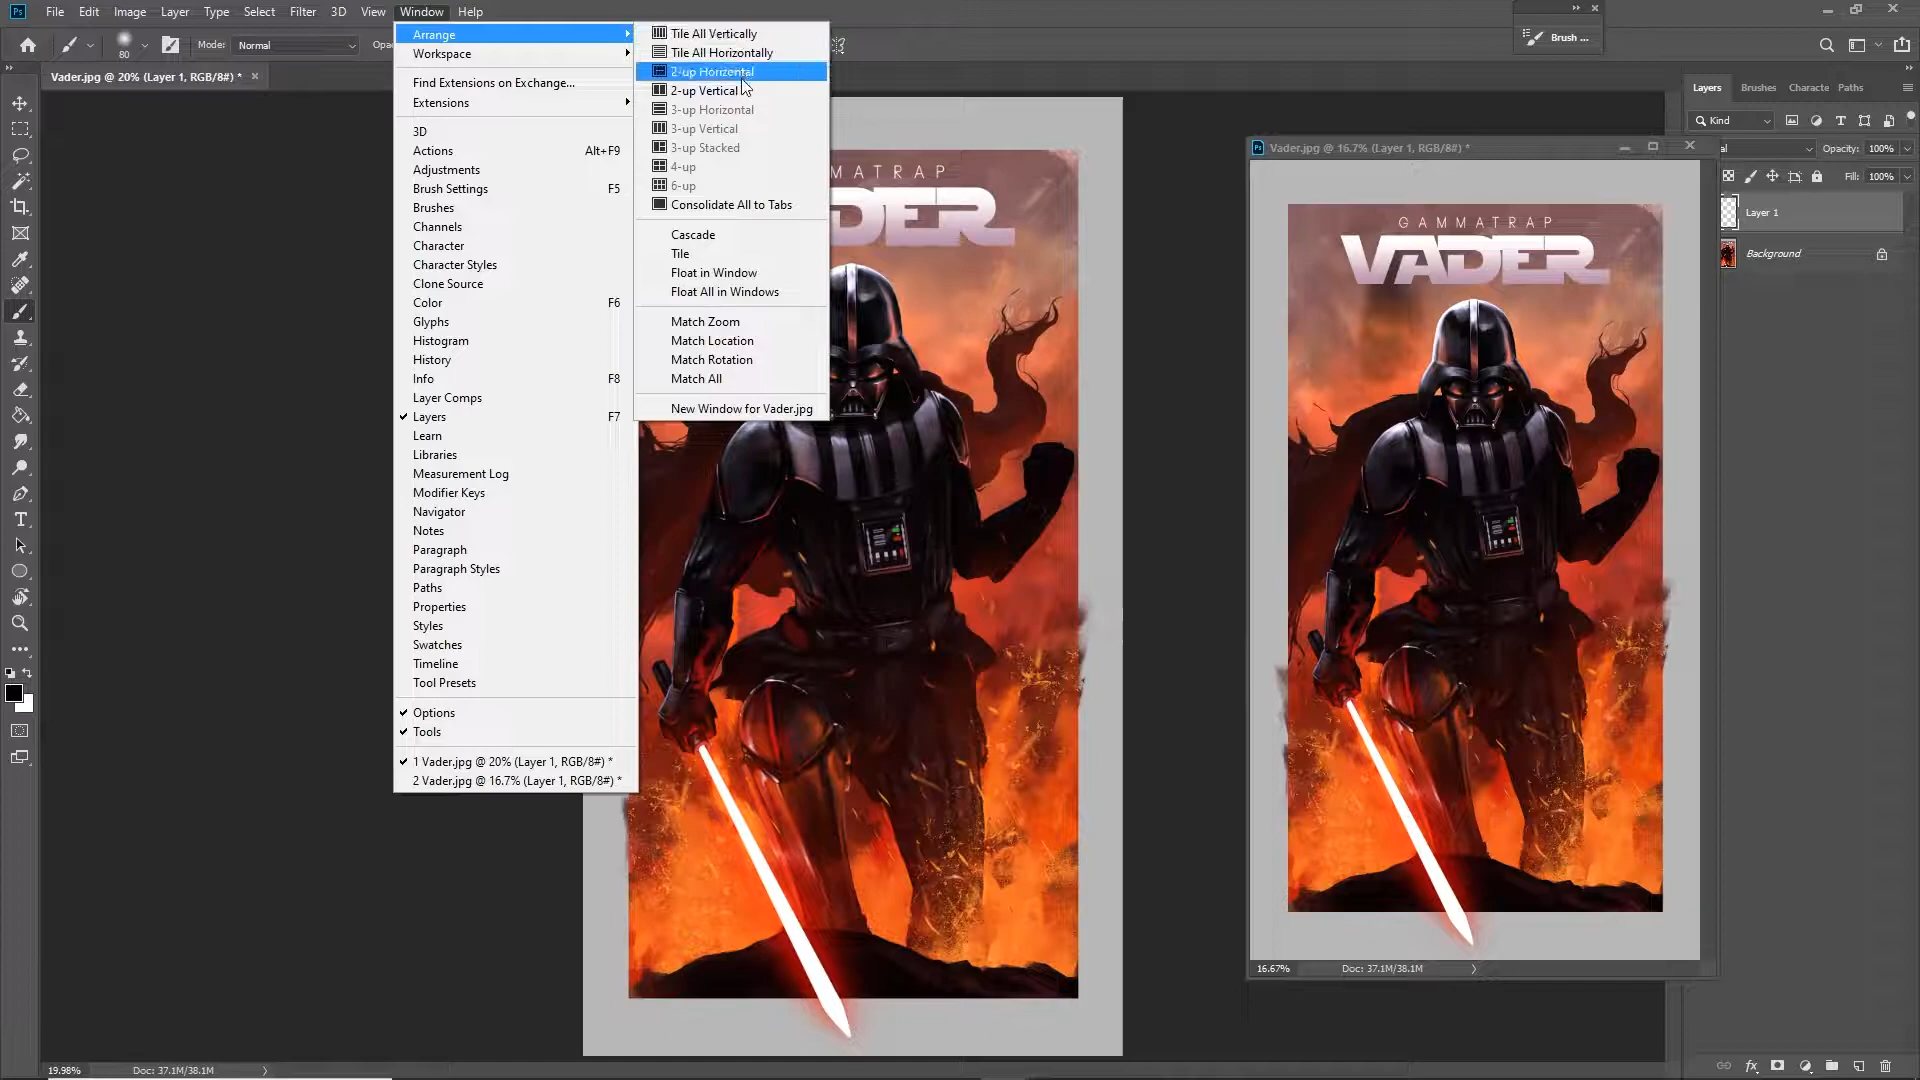 Ps File Edit Image Layer Type Select Filter 3D View Window Help
80 Mode: Normal
Brush ...
Vader.jpg @ 20% (Layer 1, RGB/8#) *
Arrange
Workspace
Find Extensions on Exchange...
Extensions
3D
Actions Alt+F9
Adjustments
Brush Settings F5
Brushes
Channels
Character
Character Styles
Clone Source
Color F6
Glyphs
Histogram
History
Info F8
Layer Comps
Layers F7
Learn
Libraries
Measurement Log
Modifier Keys
Navigator
Notes
Paragraph
Paragraph Styles
Paths
Properties
Styles
Swatches
Timeline
Tool Presets
Options
Tools
1 Vader.jpg @ 20% (Layer 1, RGB/8#) *
2 Vader.jpg @ 16.7% (Layer 1, RGB/8#) *
Tile All Vertically
Tile All Horizontally
2-up Horizontal
2-up Vertical
3-up Horizontal
3-up Vertical
3-up Stacked
4-up
6-up
Consolidate All to Tabs
Cascade
Tile
Float in Window
Float All in Windows
Match Zoom
Match Location
Match Rotation
Match All
New Window for Vader.jpg
MATRAP
DER
Ps Vader.jpg @ 16.7% (Layer 1, RGB/8#) *
GAMMATRAP
VADER
16.67% Doc: 37.1M/38.1M
Layers Brushes Characte Paths
Kind
Opacity: 100%
Fill: 100%
Layer 1
Background
fx
19.98% Doc: 37.1M/38.1M